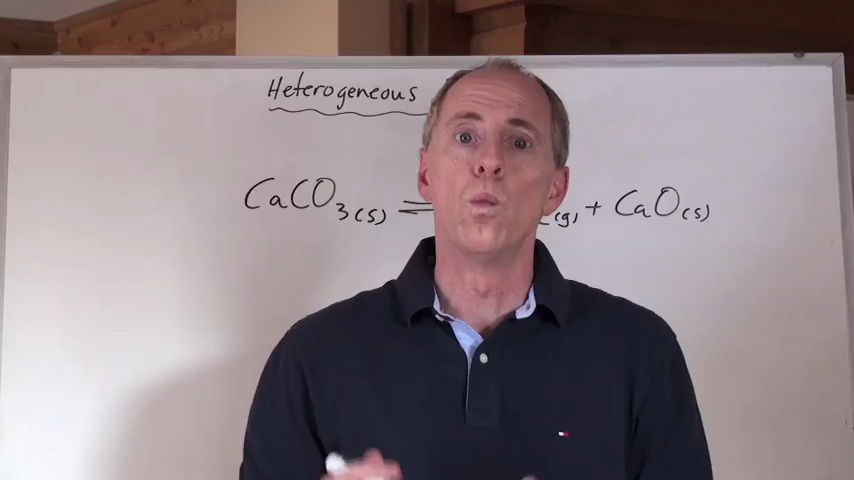 Heterogeneous
CaCO₃(s) ⇌ (g) + CaO(s)